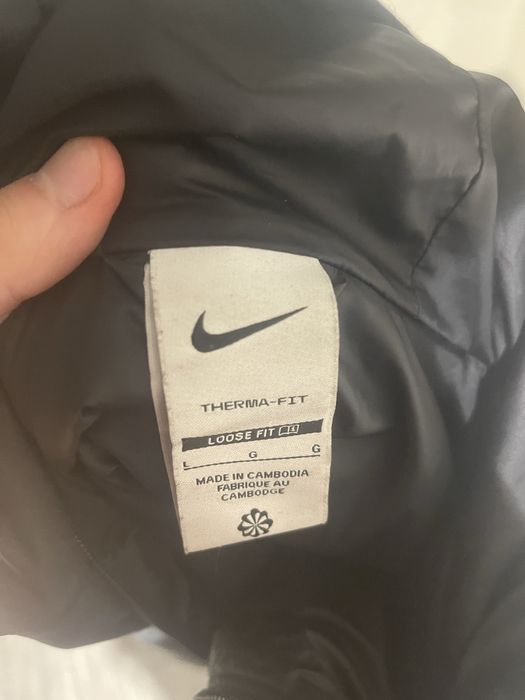 THERMA-FIT
LOOSE FIT
L G G
MADE IN CAMBODIA
FABRIQUE AU
CAMBODGE